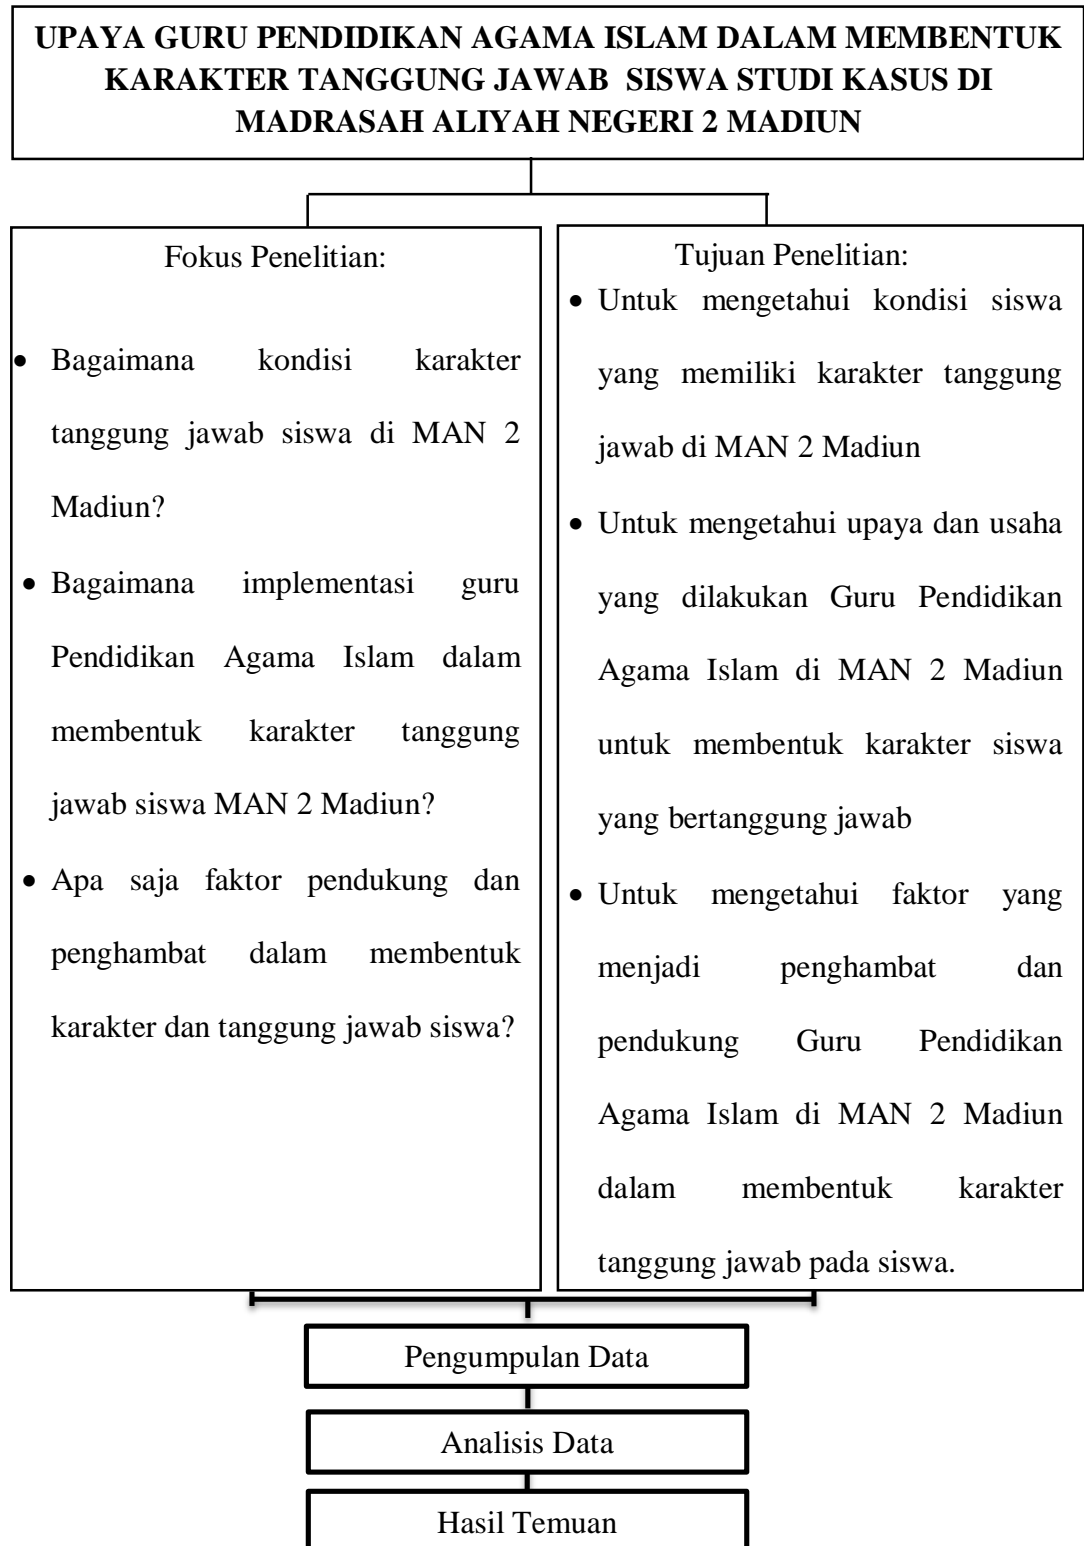 UPAYA GURU PENDIDIKAN AGAMA ISLAM DALAM MEMBENTUK
KARAKTER TANGGUNG JAWAB SISWA STUDI KASUS DI
MADRASAH ALIYAH NEGERI 2 MADIUN
Fokus Penelitian:
• Bagaimana kondisi karakter
tanggung jawab siswa di MAN 2
Madiun?
• Bagaimana implementasi guru
Pendidikan Agama Islam dalam
membentuk karakter tanggung
jawab siswa MAN 2 Madiun?
• Apa saja faktor pendukung dan
penghambat dalam membentuk
karakter dan tanggung jawab siswa?
Tujuan Penelitian:
• Untuk mengetahui kondisi siswa
yang memiliki karakter tanggung
jawab di MAN 2 Madiun
• Untuk mengetahui upaya dan usaha
yang dilakukan Guru Pendidikan
Agama Islam di MAN 2 Madiun
untuk membentuk karakter siswa
yang bertanggung jawab
• Untuk mengetahui faktor yang
menjadi penghambat dan
pendukung Guru Pendidikan
Agama Islam di MAN 2 Madiun
dalam membentuk karakter
tanggung jawab pada siswa.
Pengumpulan Data
Analisis Data
Hasil Temuan